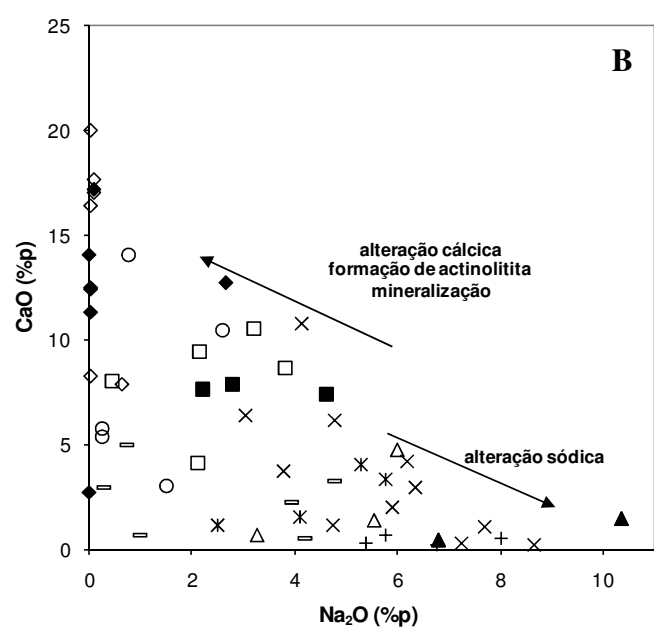 25
B
20
15
10
5
0
CaO (%p)
alteração cálcica
formação de actinolitita
mineralização
alteração sódica
0 2 4 6 8 10
Na₂O (%p)